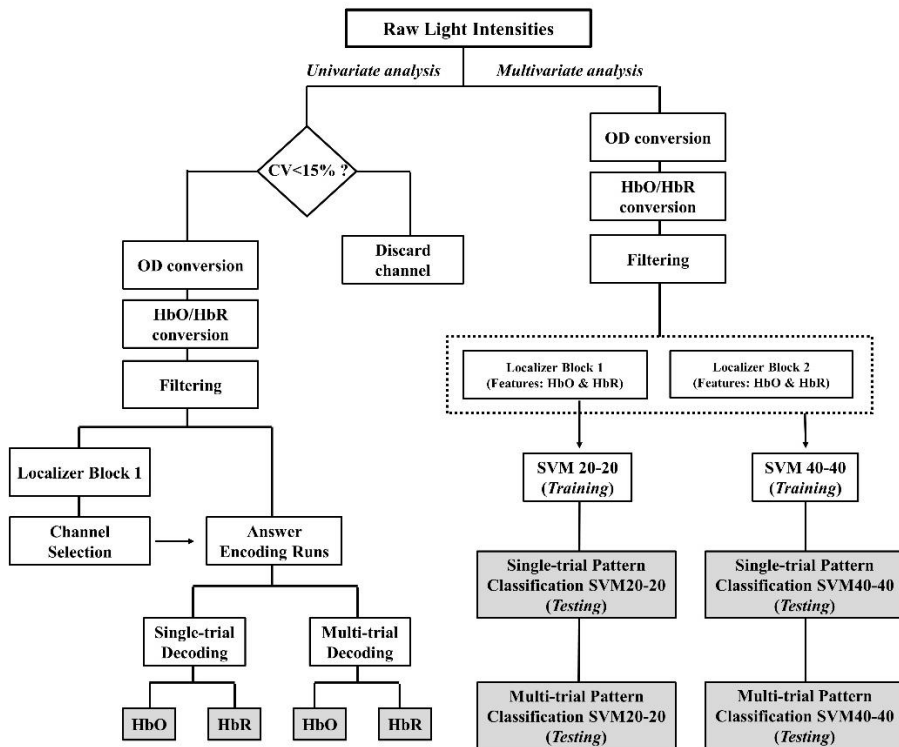 Raw Light Intensities
Univariate analysis
Multivariate analysis
CV<15% ?
Discard
channel
OD conversion
HbO/HbR
conversion
Filtering
Localizer Block 1
Channel
Selection
Answer
Encoding Runs
Single-trial
Decoding
Multi-trial
Decoding
HbO
HbR
HbO
HbR
OD conversion
HbO/HbR
conversion
Filtering
Localizer Block 1
(Features: HbO & HbR)
Localizer Block 2
(Features: HbO & HbR)
SVM 20-20
(Training)
SVM 40-40
(Training)
Single-trial Pattern
Classification SVM20-20
(Testing)
Single-trial Pattern
Classification SVM40-40
(Testing)
Multi-trial Pattern
Classification SVM20-20
(Testing)
Multi-trial Pattern
Classification SVM40-40
(Testing)